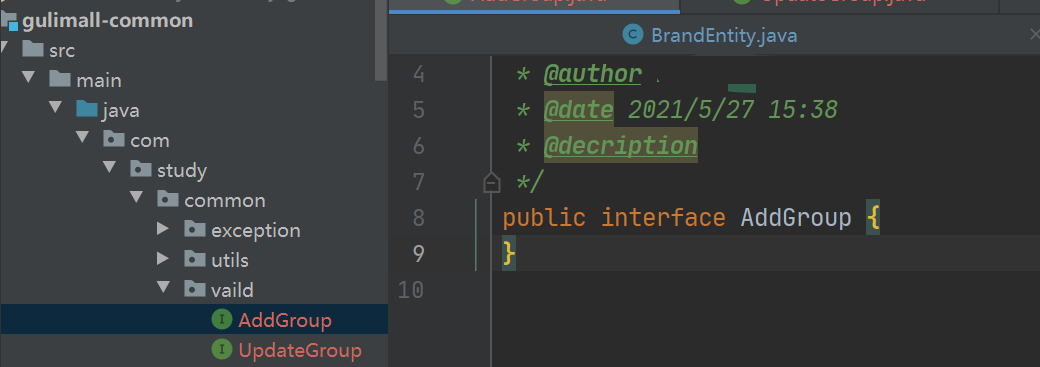 gulimall-common
src
main
java
com
study
common
exception
utils
vaild
AddGroup
UpdateGroup
BrandEntity.java
4 * @author
5 * @date 2021/5/27 15:38
6 * @decription
7 */
8 public interface AddGroup {
9 }
10